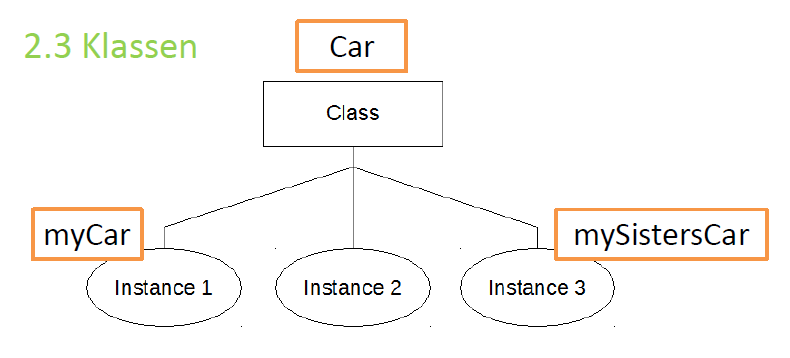 2.3 Klassen
Car
Class
myCar
mySistersCar
Instance 1
Instance 2
Instance 3